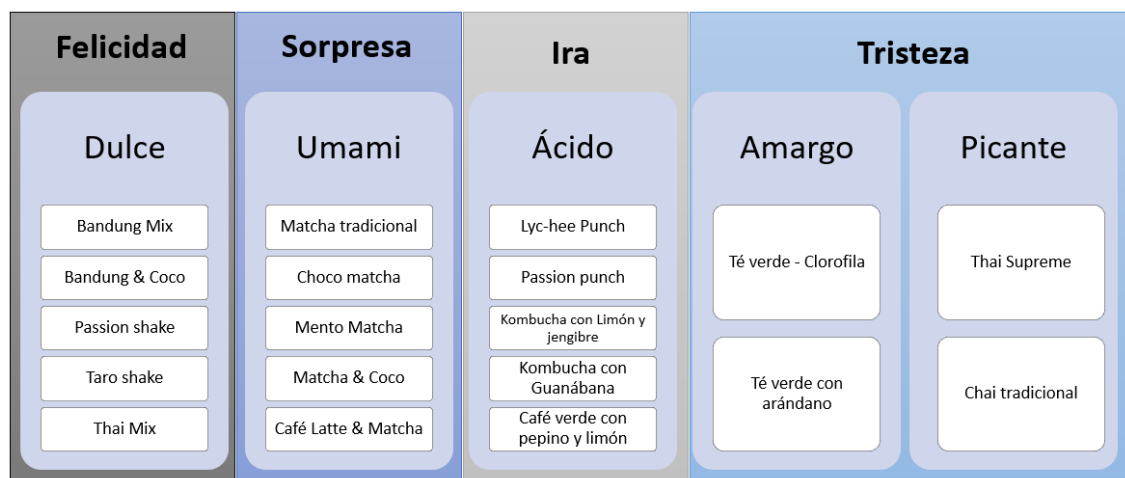 Felicidad
Dulce
Bandung Mix
Bandung & Coco
Passion shake
Taro shake
Thai Mix
Sorpresa
Umami
Matcha tradicional
Choco matcha
Mento Matcha
Matcha & Coco
Café Latte & Matcha
Ira
Ácido
Lyc-hee Punch
Passion punch
Kombucha con Limón y
jengibre
Kombucha con
Guanábana
Café verde con
pepino y limón
Tristeza
Amargo
Té verde - Clorofila
Té verde con
arándano
Picante
Thai Supreme
Chai tradicional